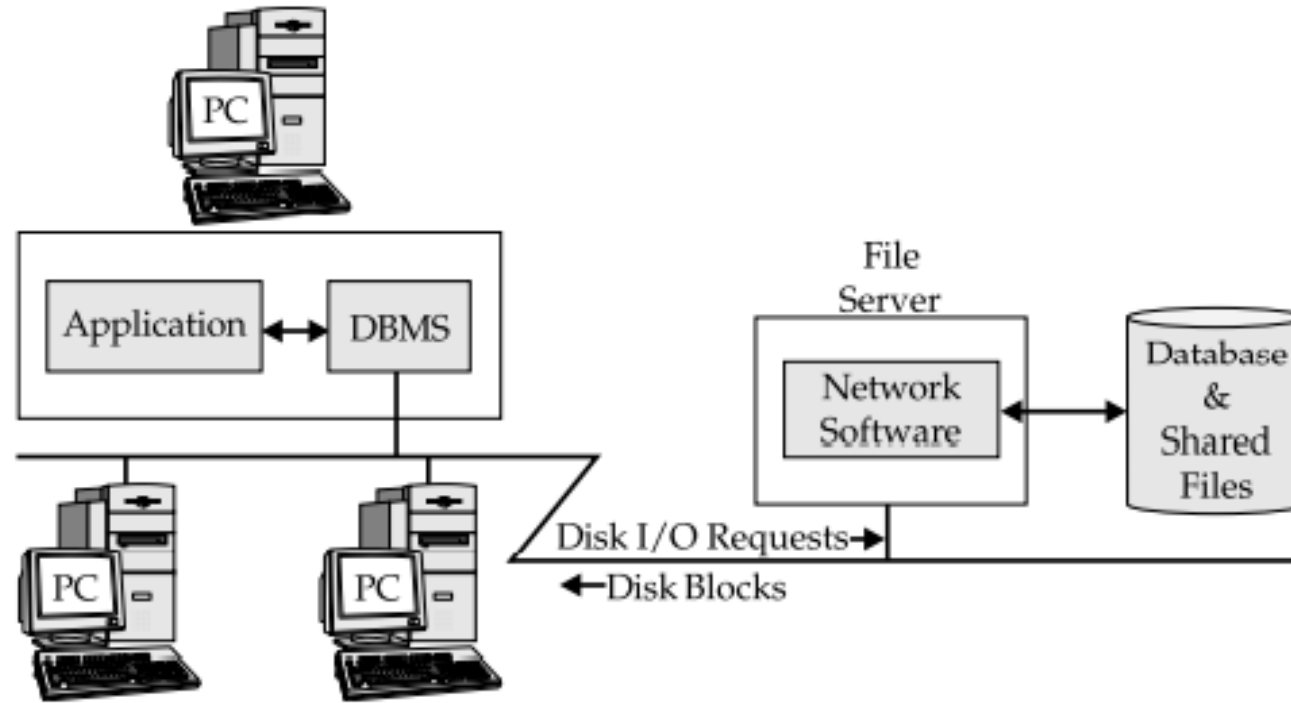 PC
Application
DBMS
File
Server
Network
Software
Database
&
Shared
Files
PC
PC
Disk I/O Requests
Disk Blocks